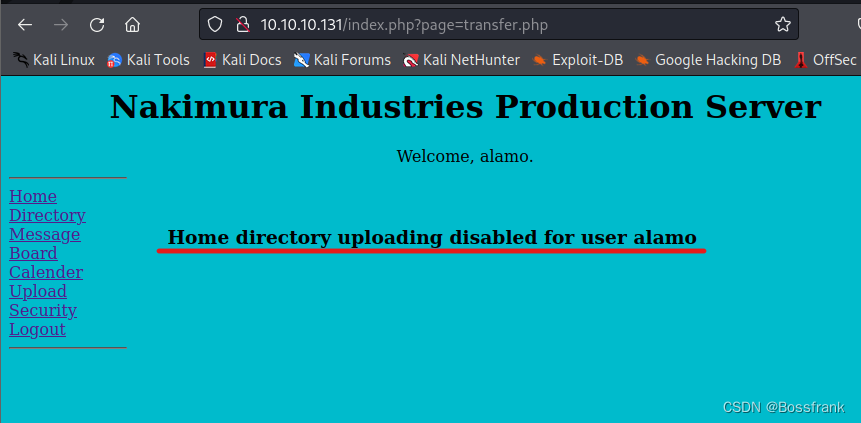 10.10.10.131/index.php?page=transfer.php
Kali Linux Kali Tools Kali Docs Kali Forums Kali NetHunter Exploit-DB Google Hacking DB OffSec
Nakimura Industries Production Server
Welcome, alamo.
Home
Directory
Message
Board
Calender
Upload
Security
Logout
Home directory uploading disabled for user alamo
CSDN @Bossfrank